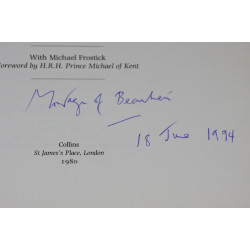 With Michael Frostick
Foreword by H.R.H. Prince Michael of Kent
Montagu of Beaulieu
18 June 1994
Collins
St James's Place, London
1980